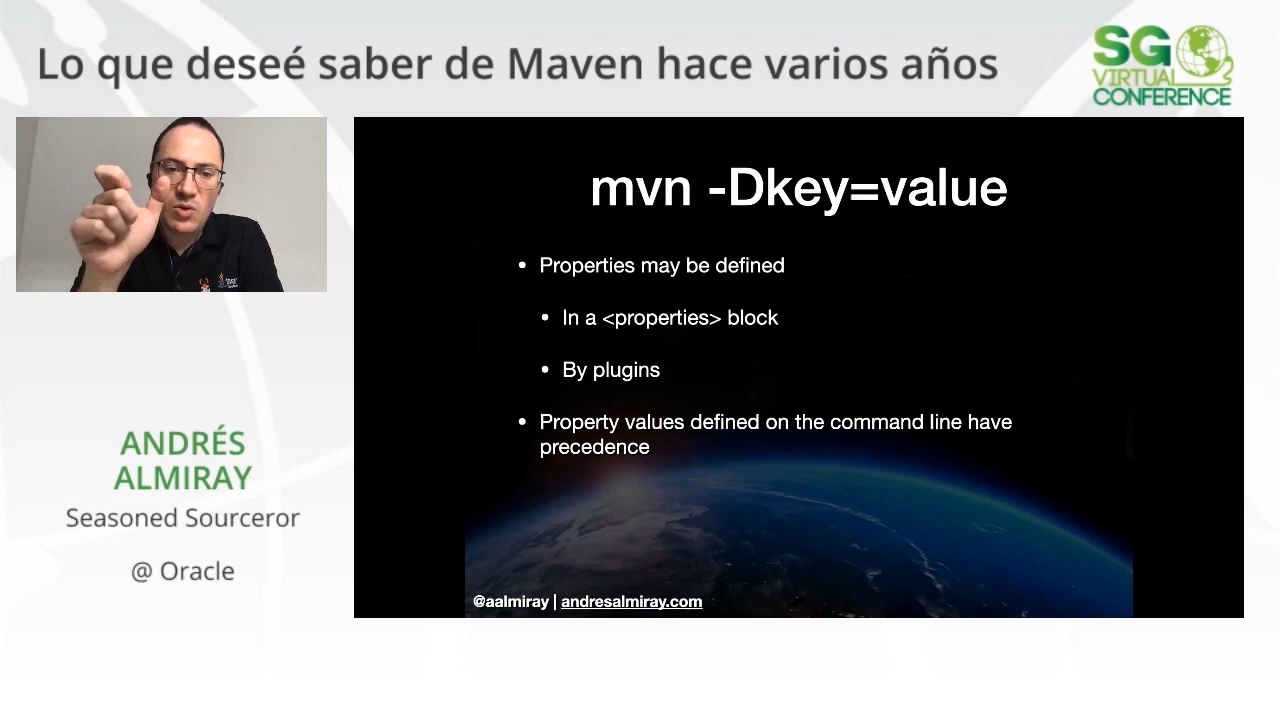 Lo que deseé saber de Maven hace varios años
SG
VIRTUAL
CONFERENCE
mvn -Dkey=value
• Properties may be defined
• In a <properties> block
• By plugins
• Property values defined on the command line have
precedence
@aalmiray | andresalmiray.com
ANDRÉS
ALMIRAY
Seasoned Sourceror
@ Oracle